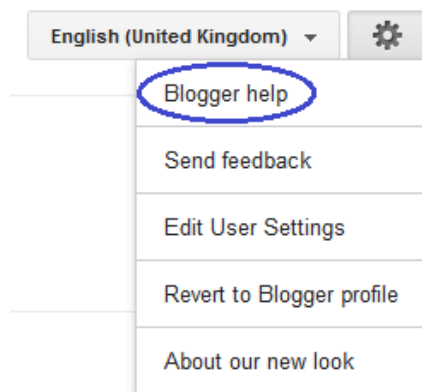 English (United Kingdom)
Blogger help
Send feedback
Edit User Settings
Revert to Blogger profile
About our new look